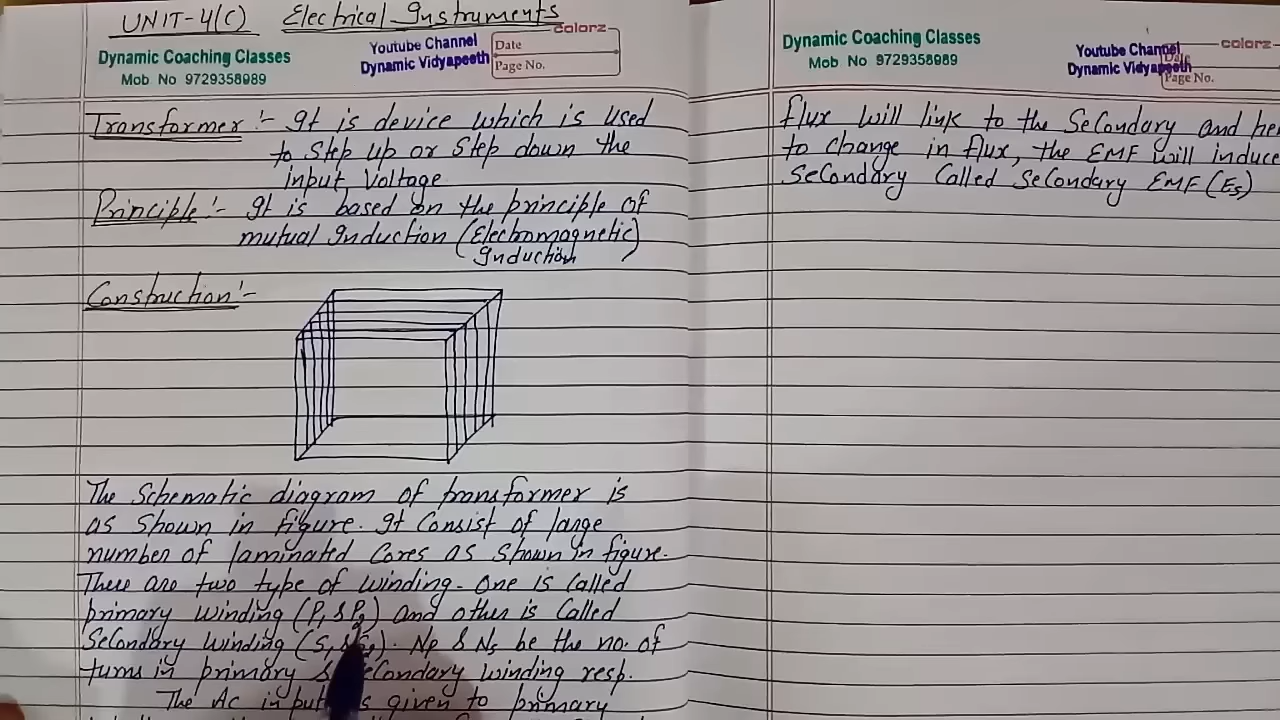 UNIT-4(C) Electrical Instruments
colorz
Dynamic Coaching Classes
Mob No 9729358989
Youtube Channel
Dynamic Vidyapeeth
Date
Page No.
Transformer :- It is device which is used
to Step up or Step down the
input Voltage
Principle :- It is based on the principle of
mutual Induction (Electromagnetic)
Induction
Construction :-
The Schematic diagram of transformer is
as Shown in figure. It Consist of large
number of laminated Cores as Shown in figure.
There are two type of winding. One is Called
primary winding (P1 & P2) and other is Called
Secondary winding (S1 & S2). Np & Ns be the no. of
turns in primary & Secondary winding resp.
The Ac input is given to primary
colorz
Dynamic Coaching Classes
Mob No 9729358989
Youtube Channel
Dynamic Vidyapeeth
Date
Page No.
flux will link to the Secondary and
to change in flux, the EMF will induce
Secondary Called Secondary EMF (Es)